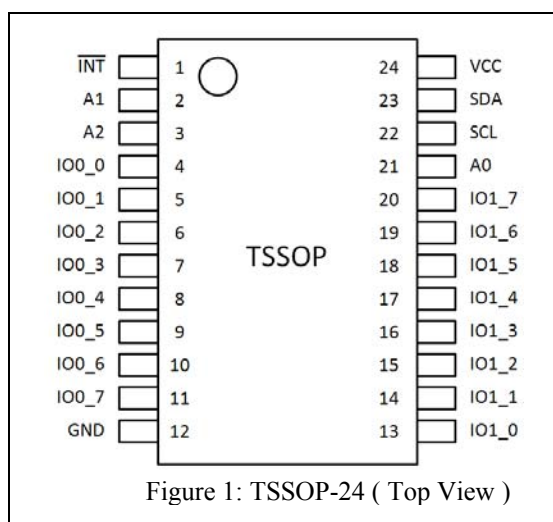 INT 1 24 VCC
A1 2 23 SDA
A2 3 22 SCL
IO0_0 4 21 A0
IO0_1 5 20 IO1_7
IO0_2 6 19 IO1_6
IO0_3 7 18 IO1_5
TSSOP
IO0_4 8 17 IO1_4
IO0_5 9 16 IO1_3
IO0_6 10 15 IO1_2
IO0_7 11 14 IO1_1
GND 12 13 IO1_0
Figure 1: TSSOP-24 ( Top View )